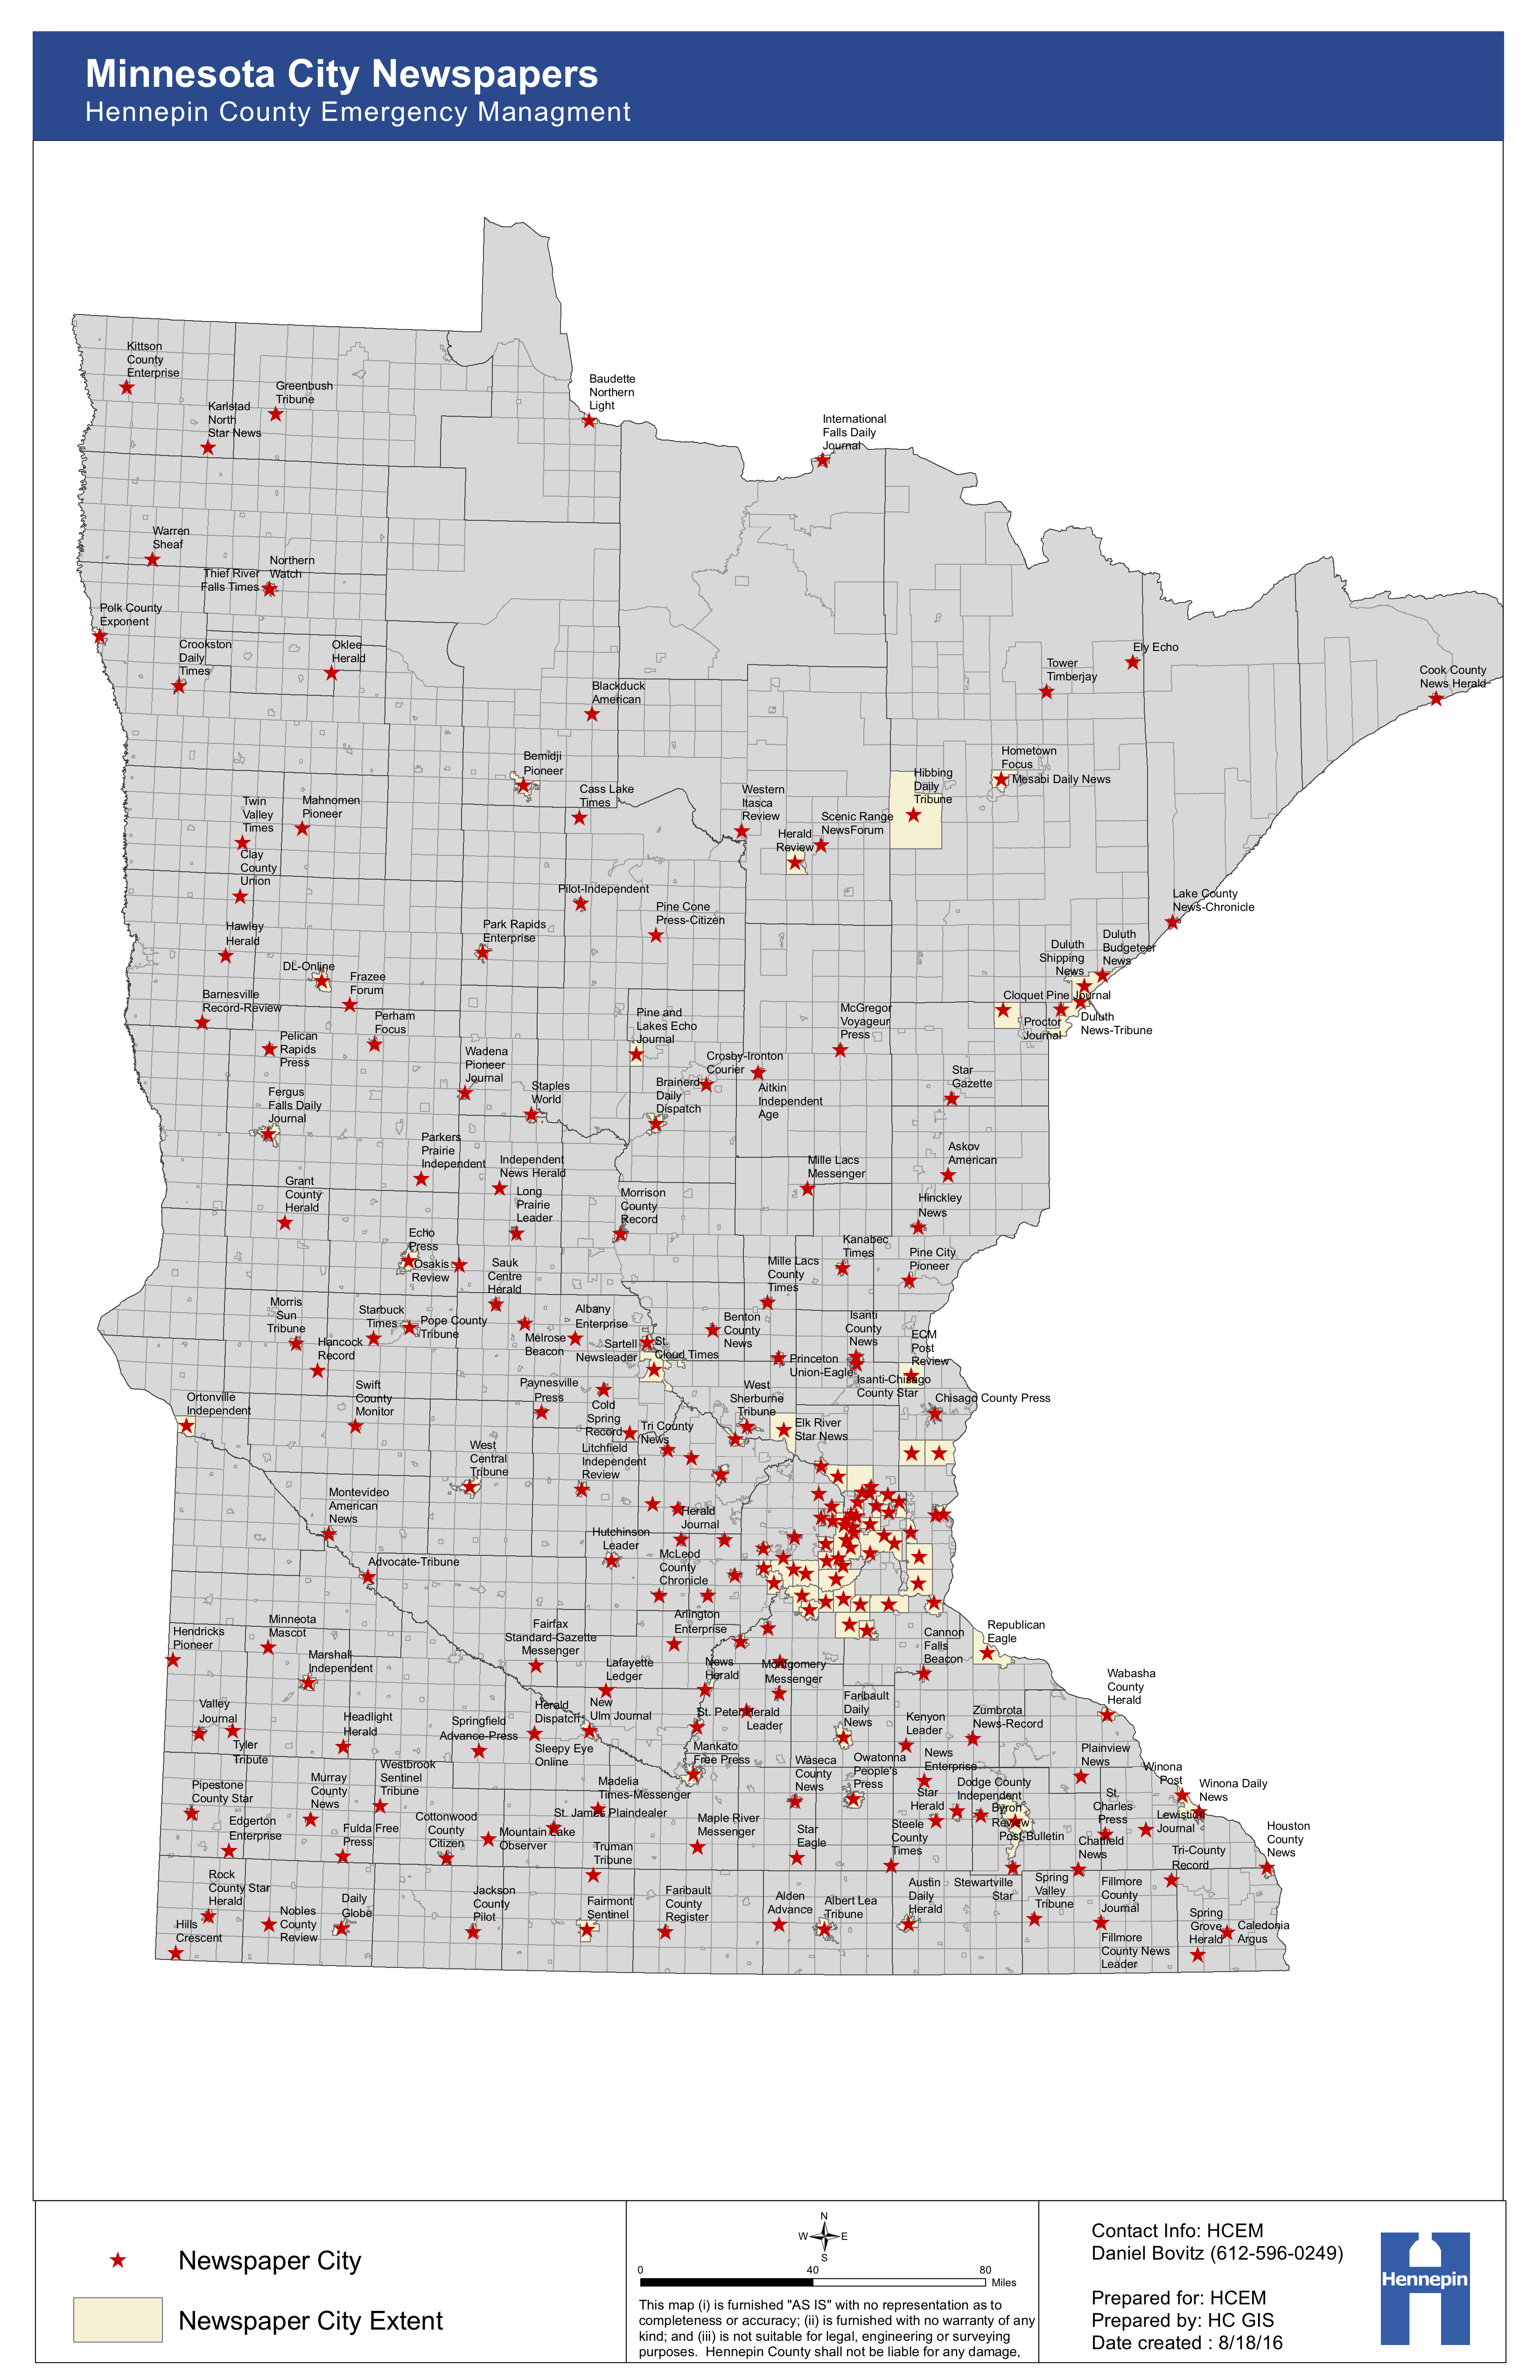 Minnesota City Newspapers
Hennepin County Emergency Managment
Kittson
County
Enterprise
Greenbush
Tribune
Karlstad
North
Star News
Baudette
Northern
Light
International
Falls Daily
Journal
Warren
Sheaf
Northern
Watch
Thief River
Falls Times
Polk County
Exponent
Crookston
Daily
Times
Oklee
Herald
Ely Echo
Tower
Timberjay
Cook County
News Herald
Blackduck
American
Bemidji
Pioneer
Hometown
Focus
Mesabi Daily News
Hibbing
Daily
Tribune
Cass Lake
Times
Western
Itasca
Review
Twin
Valley
Times
Mahnomen
Pioneer
Scenic Range
NewsForum
Herald
Review
Clay
County
Union
Pilot-Independent
Pine Cone
Press-Citizen
Lake County
News-Chronicle
Park Rapids
Enterprise
Hawley
Herald
Duluth
Budgeteer
News
Duluth
Shipping
News
DL-Online
Frazee
Forum
Barnesville
Record-Review
Cloquet Pine Journal
Proctor
Journal
Duluth
News-Tribune
McGregor
Voyageur
Press
Pine and
Lakes Echo
Journal
Perham
Focus
Pelican
Rapids
Press
Wadena
Pioneer
Journal
Crosby-Ironton
Courier
Star
Gazette
Staples
World
Brainerd
Daily
Dispatch
Aitkin
Independent
Age
Fergus
Falls Daily
Journal
Parkers
Prairie
Independent
Independent
News Herald
Mille Lacs
Messenger
Askov
American
Grant
County
Herald
Long
Prairie
Leader
Morrison
County
Record
Hinckley
News
Echo
Press
Osakis
Review
Kanabec
Times
Pine City
Pioneer
Sauk
Centre
Herald
Mille Lacs
County
Times
Morris
Sun
Tribune
Starbuck
Times
Pope County
Tribune
Albany
Enterprise
Benton
County
News
Isanti
County
News
ECM
Post
Review
Hancock
Record
Melrose
Beacon
Sartell
Newsleader
St.
Cloud Times
Princeton
Union-Eagle
Isanti-Chisago
County Star
Swift
County
Monitor
Paynesville
Press
West
Sherburne
Tribune
Chisago County Press
Ortonville
Independent
Cold
Spring
Record
Tri County
News
Elk River
Star News
West
Central
Tribune
Litchfield
Independent
Review
Montevideo
American
News
Herald
Journal
Hutchinson
Leader
McLeod
County
Chronicle
Advocate-Tribune
Arlington
Enterprise
Fairfax
Standard-Gazette
Messenger
Minneota
Mascot
Hendricks
Pioneer
Marshall
Independent
Republican
Eagle
Cannon
Falls
Beacon
Lafayette
Ledger
News
Herald
Montgomery
Messenger
Wabasha
County
Herald
Valley
Journal
Tyler
Tribute
Headlight
Herald
Springfield
Advance-Press
Herald
Dispatch
New
Ulm Journal
St. Peter Herald
Leader
Faribault
Daily
News
Kenyon
Leader
Zumbrota
News-Record
Sleepy Eye
Online
Mankato
Free Press
Waseca
County
News
Owatonna
People's
Press
News
Enterprise
Plainview
News
Westbrook
Sentinel
Tribune
Murray
County
News
Pipestone
County Star
Madelia
Times-Messenger
Dodge County
Independent
Winona
Post
Winona Daily
News
Star
Herald
Byron
Review
Post-Bulletin
St.
Charles
Press
Lewistion
Journal
Edgerton
Enterprise
Fulda Free
Press
Cottonwood
County
Citizen
St. James Plaindealer
Mountain Lake
Observer
Maple River
Messenger
Star
Eagle
Steele
County
Times
Houston
County
News
Chatfield
News
Truman
Tribune
Tri-County
Record
Rock
County Star
Herald
Daily
Globe
Jackson
County
Pilot
Fairmont
Sentinel
Faribault
County
Register
Alden
Advance
Albert Lea
Tribune
Austin
Daily
Herald
Stewartville
Star
Spring
Valley
Tribune
Fillmore
County
Journal
Hills
Crescent
Nobles
County
Review
Fillmore
County News
Leader
Spring
Grove
Herald
Caledonia
Argus
Newspaper City
Newspaper City Extent
N
W E
S
0 40 80
Miles
This map (i) is furnished "AS IS" with no representation as to
completeness or accuracy; (ii) is furnished with no warranty of any
kind; and (iii) is not suitable for legal, engineering or surveying
purposes. Hennepin County shall not be liable for any damage,
Contact Info: HCEM
Daniel Bovitz (612-596-0249)
Prepared for: HCEM
Prepared by: HC GIS
Date created : 8/18/16
Hennepin